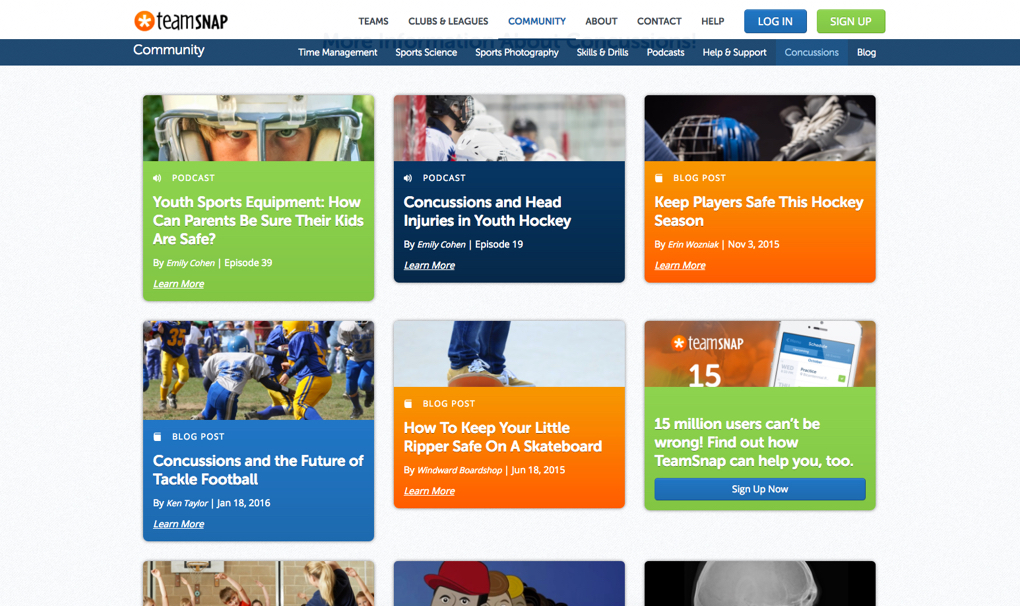 teamSNAP
TEAMS CLUBS & LEAGUES COMMUNITY ABOUT CONTACT HELP LOG IN SIGN UP
More Information About Concussions!
Community Time Management Sports Science Sports Photography Skills & Drills Podcasts Help & Support Concussions Blog
PODCAST
Youth Sports Equipment: How
Can Parents Be Sure Their Kids
Are Safe?
By Emily Cohen | Episode 39
Learn More
PODCAST
Concussions and Head
Injuries in Youth Hockey
By Emily Cohen | Episode 19
Learn More
BLOG POST
Keep Players Safe This Hockey
Season
By Erin Wozniak | Nov 3, 2015
Learn More
35
BLOG POST
Concussions and the Future of
Tackle Football
By Ken Taylor | Jan 18, 2016
Learn More
BLOG POST
How To Keep Your Little
Ripper Safe On A Skateboard
By Windward Boardshop | Jun 18, 2015
Learn More
teamSNAP
15
Schedule
Practice
15 million users can't be
wrong! Find out how
TeamSnap can help you, too.
Sign Up Now